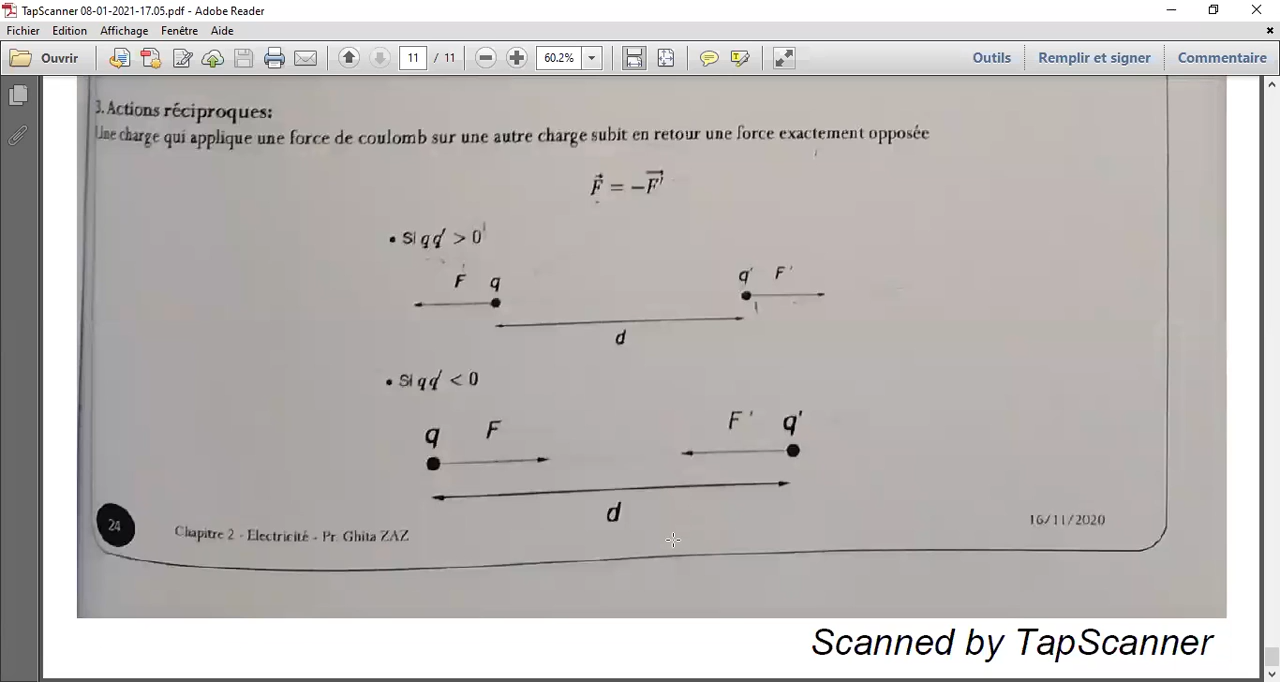 TapScanner 08-01-2021-17.05.pdf - Adobe Reader
Fichier Edition Affichage Fenêtre Aide
Ouvrir 11 / 11 60.2% Outils Remplir et signer Commentaire
3. Actions réciproques:
Une charge qui applique une force de coulomb sur une autre charge subit en retour une force exactement opposée
F⃗ = −F'⃗
• Si qq' > 0
F q q' F'
d
• Si qq' < 0
q F F' q'
d
24 Chapitre 2 - Electricité - Pr. Ghita ZAZ 16/11/2020
Scanned by TapScanner